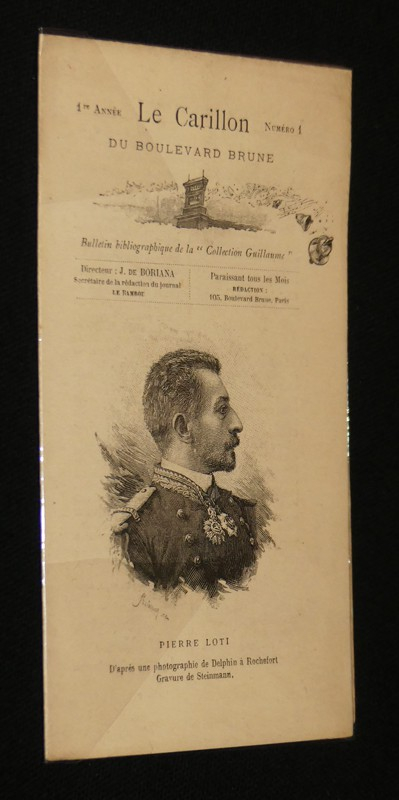 1re ANNÉE Le Carillon NUMÉRO 1
DU BOULEVARD BRUNE
Bulletin bibliographique de la "Collection Guillaume"
Directeur : J. DE BORIANA
Secrétaire de la rédaction du journal
LE BAMBOU
Paraissant tous les Mois
RÉDACTION :
105, Boulevard Brune, Paris
PIERRE LOTI
D'après une photographie de Delphin à Rochefort
Gravure de Steinmann.